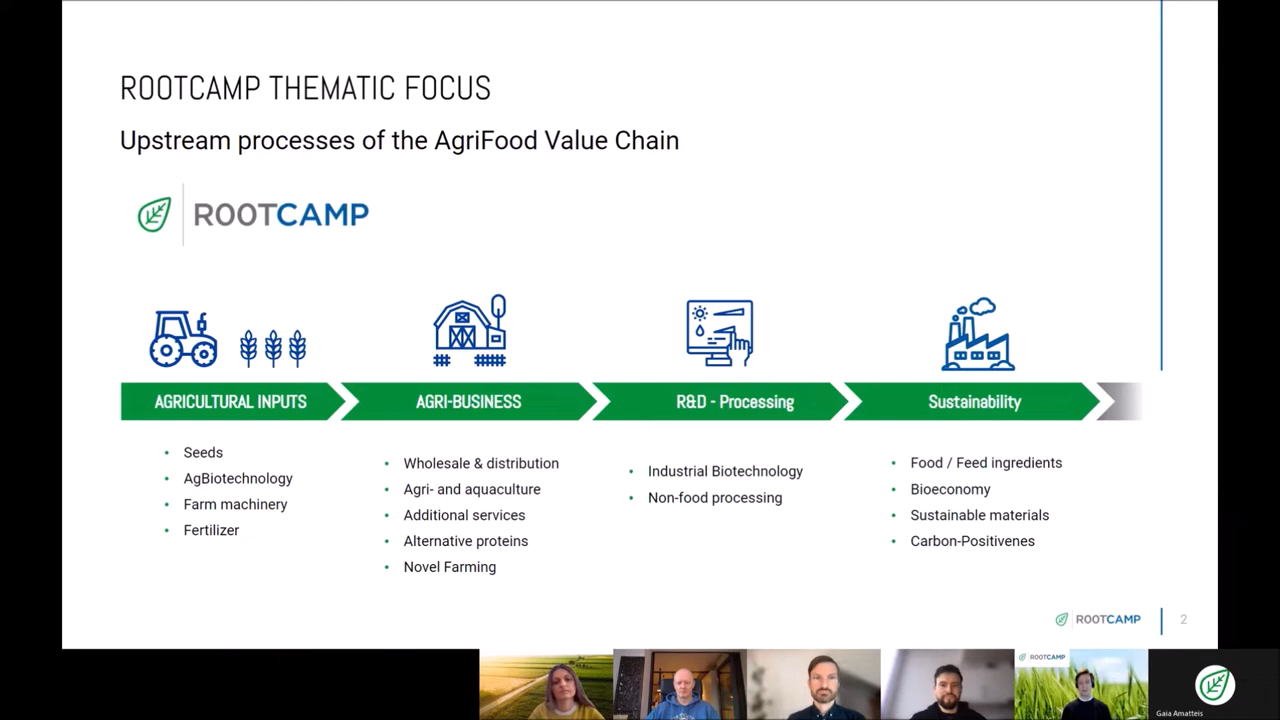 ROOTCAMP THEMATIC FOCUS
Upstream processes of the AgriFood Value Chain
ROOTCAMP
AGRICULTURAL INPUTS
AGRI-BUSINESS
R&D - Processing
Sustainability
• Seeds
• AgBiotechnology
• Farm machinery
• Fertilizer
• Wholesale & distribution
• Agri- and aquaculture
• Additional services
• Alternative proteins
• Novel Farming
• Industrial Biotechnology
• Non-food processing
• Food / Feed ingredients
• Bioeconomy
• Sustainable materials
• Carbon-Positivenes
ROOTCAMP
2
ROOTCAMP
Gaia Amatteis